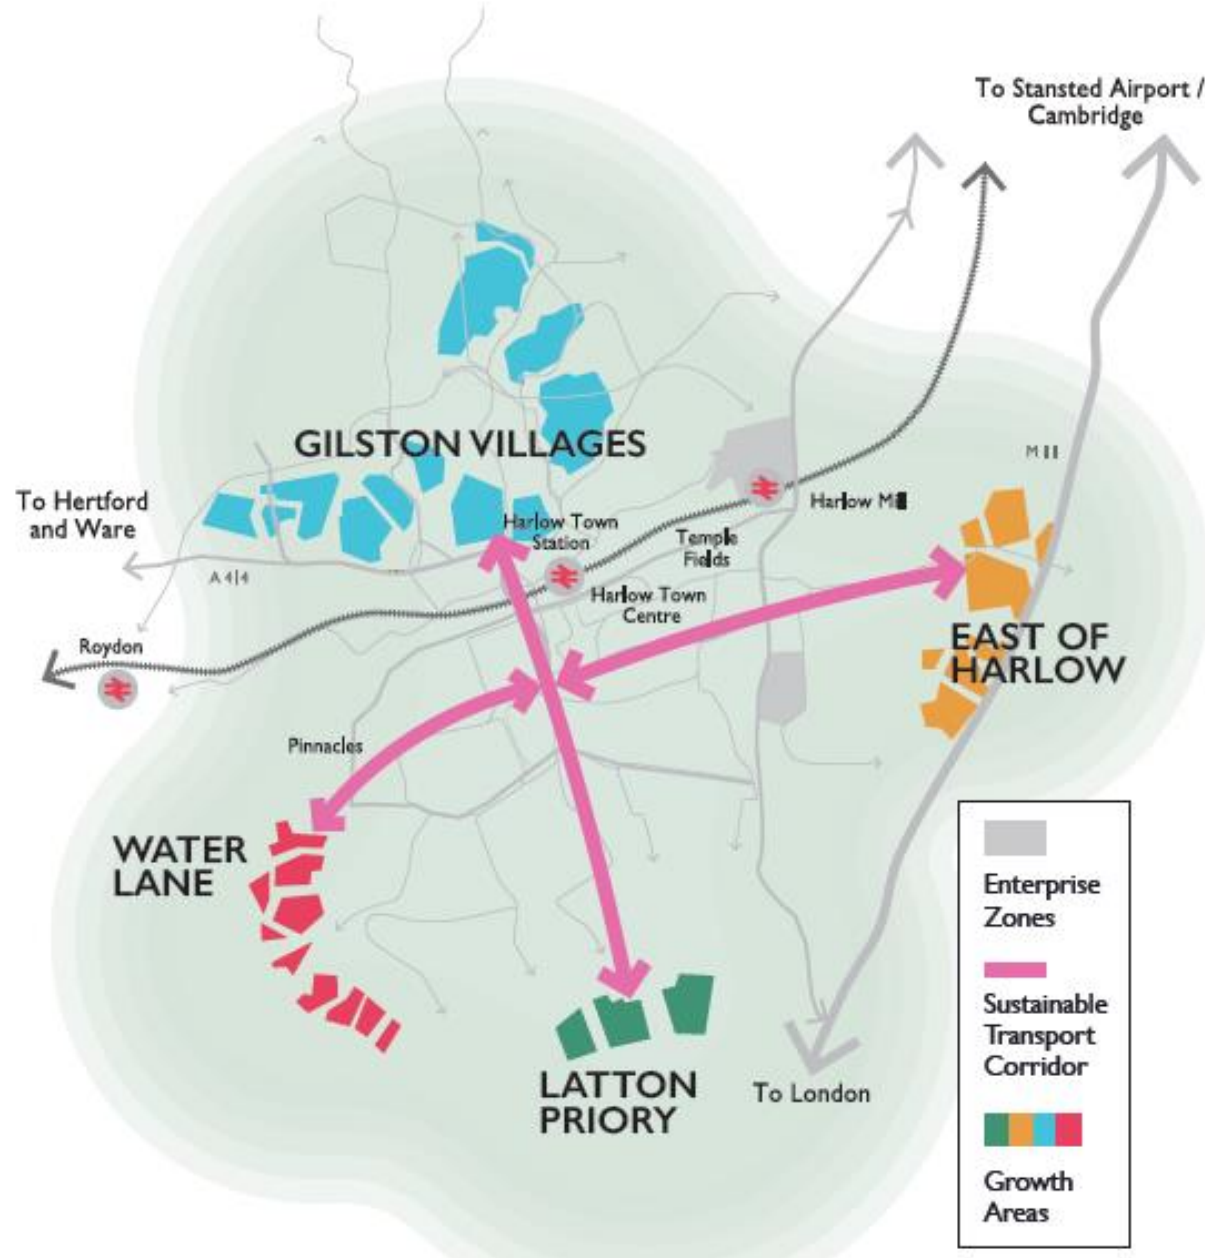 To Stansted Airport /
Cambridge
GILSTON VILLAGES
M11
To Hertford
and Ware
Harlow Town
Station
Harlow Mill
Temple
Fields
A414
Harlow Town
Centre
Roydon
EAST OF
HARLOW
Pinnacles
WATER
LANE
LATTON
PRIORY
To London
Enterprise
Zones
Sustainable
Transport
Corridor
Growth
Areas